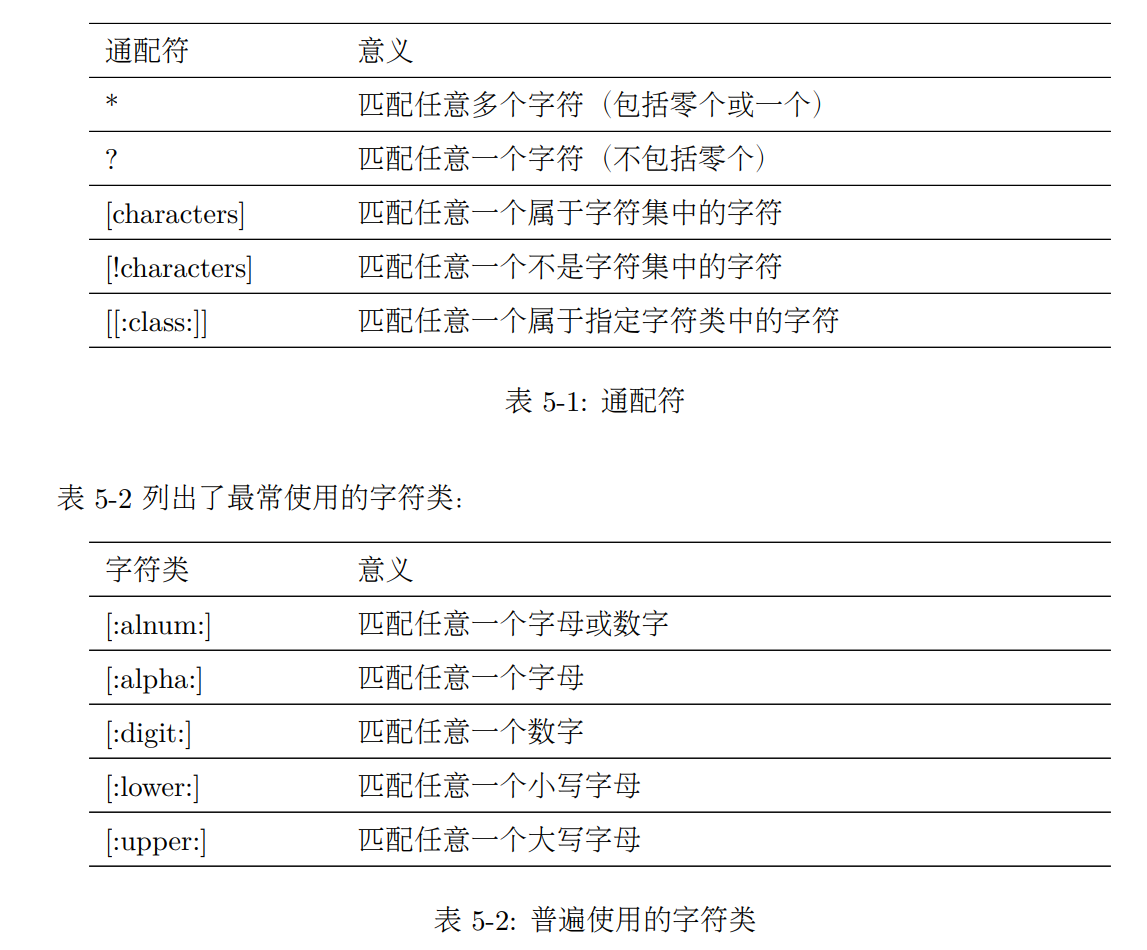 通配符 意义
* 匹配任意多个字符（包括零个或一个）
? 匹配任意一个字符（不包括零个）
[characters] 匹配任意一个属于字符集中的字符
[!characters] 匹配任意一个不是字符集中的字符
[[:class:]] 匹配任意一个属于指定字符类中的字符
表 5-1: 通配符
表 5-2 列出了最常使用的字符类:
字符类 意义
[:alnum:] 匹配任意一个字母或数字
[:alpha:] 匹配任意一个字母
[:digit:] 匹配任意一个数字
[:lower:] 匹配任意一个小写字母
[:upper:] 匹配任意一个大写字母
表 5-2: 普遍使用的字符类